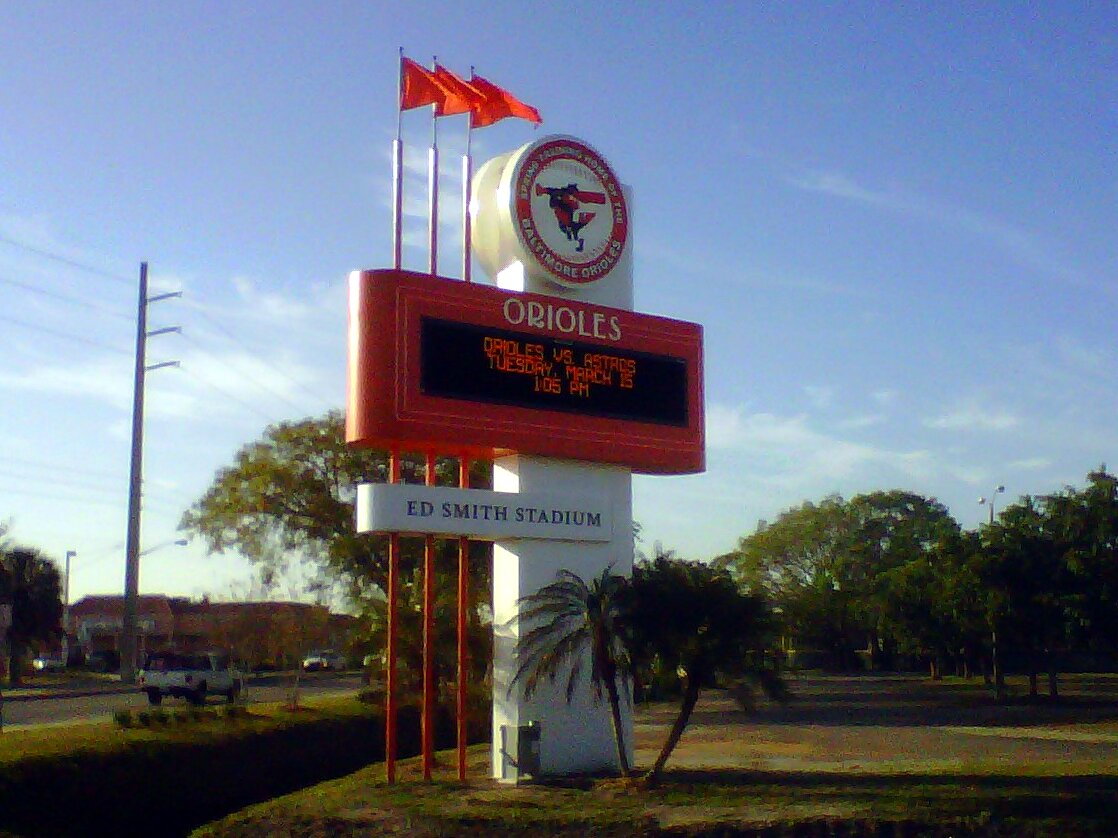 SPRING TRAINING HOME OF THE
BALTIMORE ORIOLES
ORIOLES
ORIOLES VS. ASTROS
TUESDAY, MARCH 15
1:05 PM
ED SMITH STADIUM